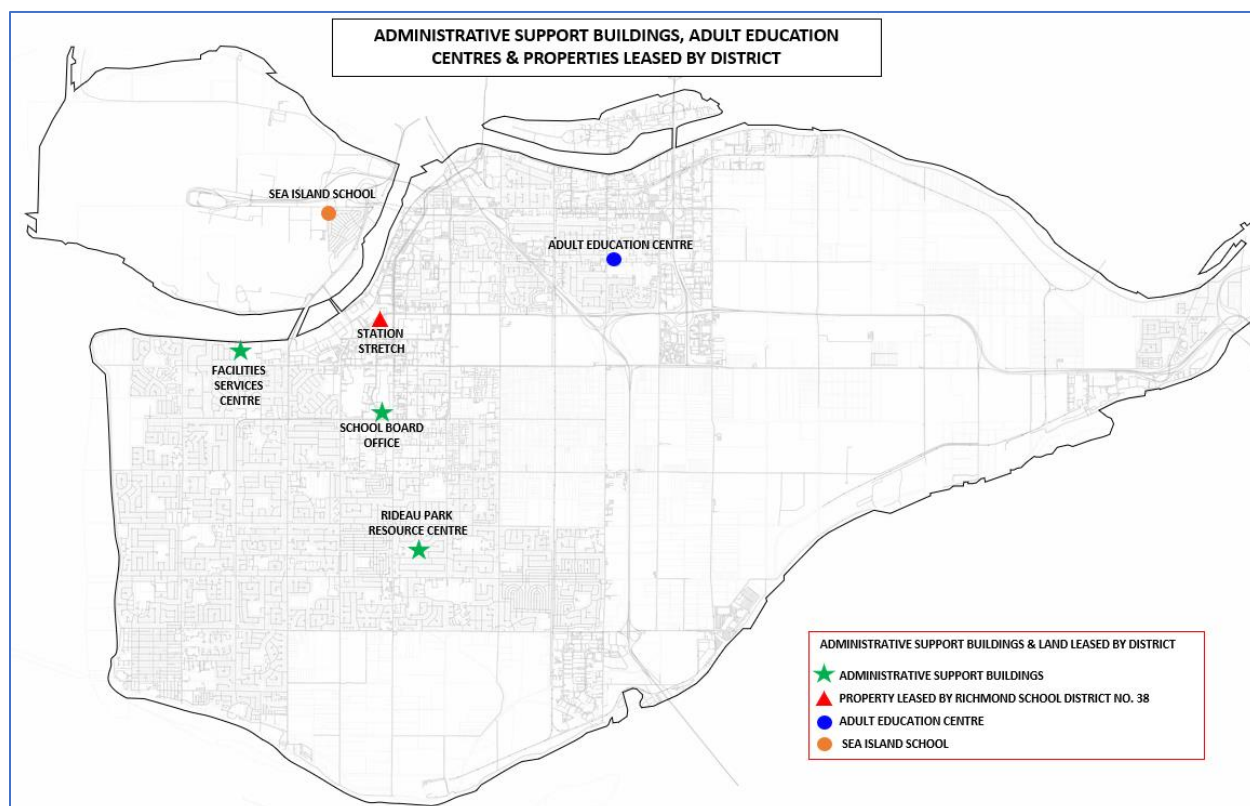 ADMINISTRATIVE SUPPORT BUILDINGS, ADULT EDUCATION
CENTRES & PROPERTIES LEASED BY DISTRICT
SEA ISLAND SCHOOL
ADULT EDUCATION CENTRE
STATION
STRETCH
FACILITIES
SERVICES
CENTRE
SCHOOL BOARD
OFFICE
RIDEAU PARK
RESOURCE CENTRE
ADMINISTRATIVE SUPPORT BUILDINGS & LAND LEASED BY DISTRICT
ADMINISTRATIVE SUPPORT BUILDINGS
PROPERTY LEASED BY RICHMOND SCHOOL DISTRICT NO. 38
ADULT EDUCATION CENTRE
SEA ISLAND SCHOOL